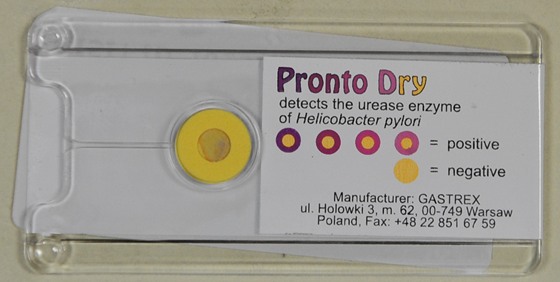 Pronto Dry
detects the urease enzyme
of Helicobacter pylori
= positive
= negative
Manufacturer: GASTREX
ul. Holowki 3, m. 62, 00-749 Warsaw
Poland, Fax: +48 22 851 67 59